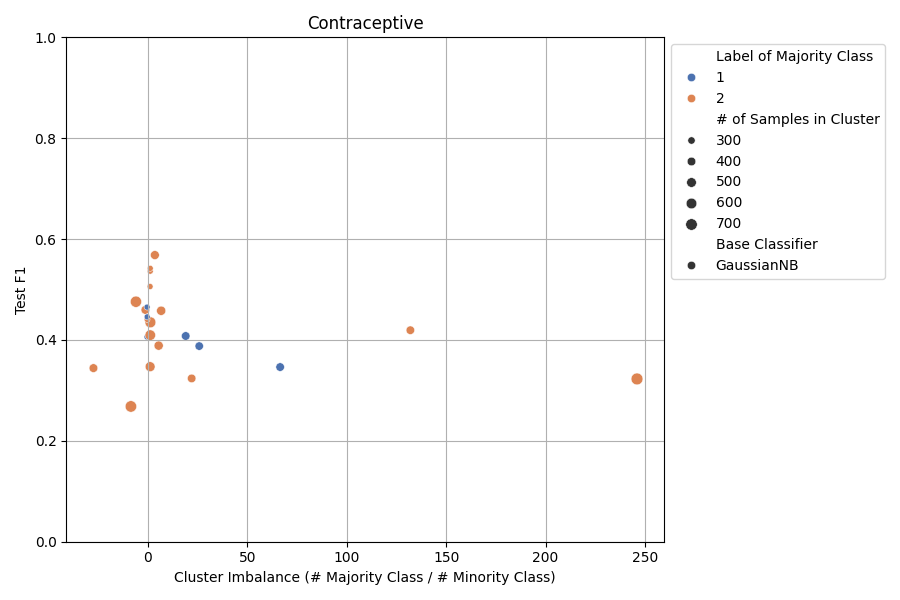 Contraceptive
1.0
0.8
0.6
0.4
0.2
0.0
Test F1
0
50
100
150
200
250
Cluster Imbalance (# Majority Class / # Minority Class)
Label of Majority Class
1
2
# of Samples in Cluster
300
400
500
600
700
Base Classifier
GaussianNB